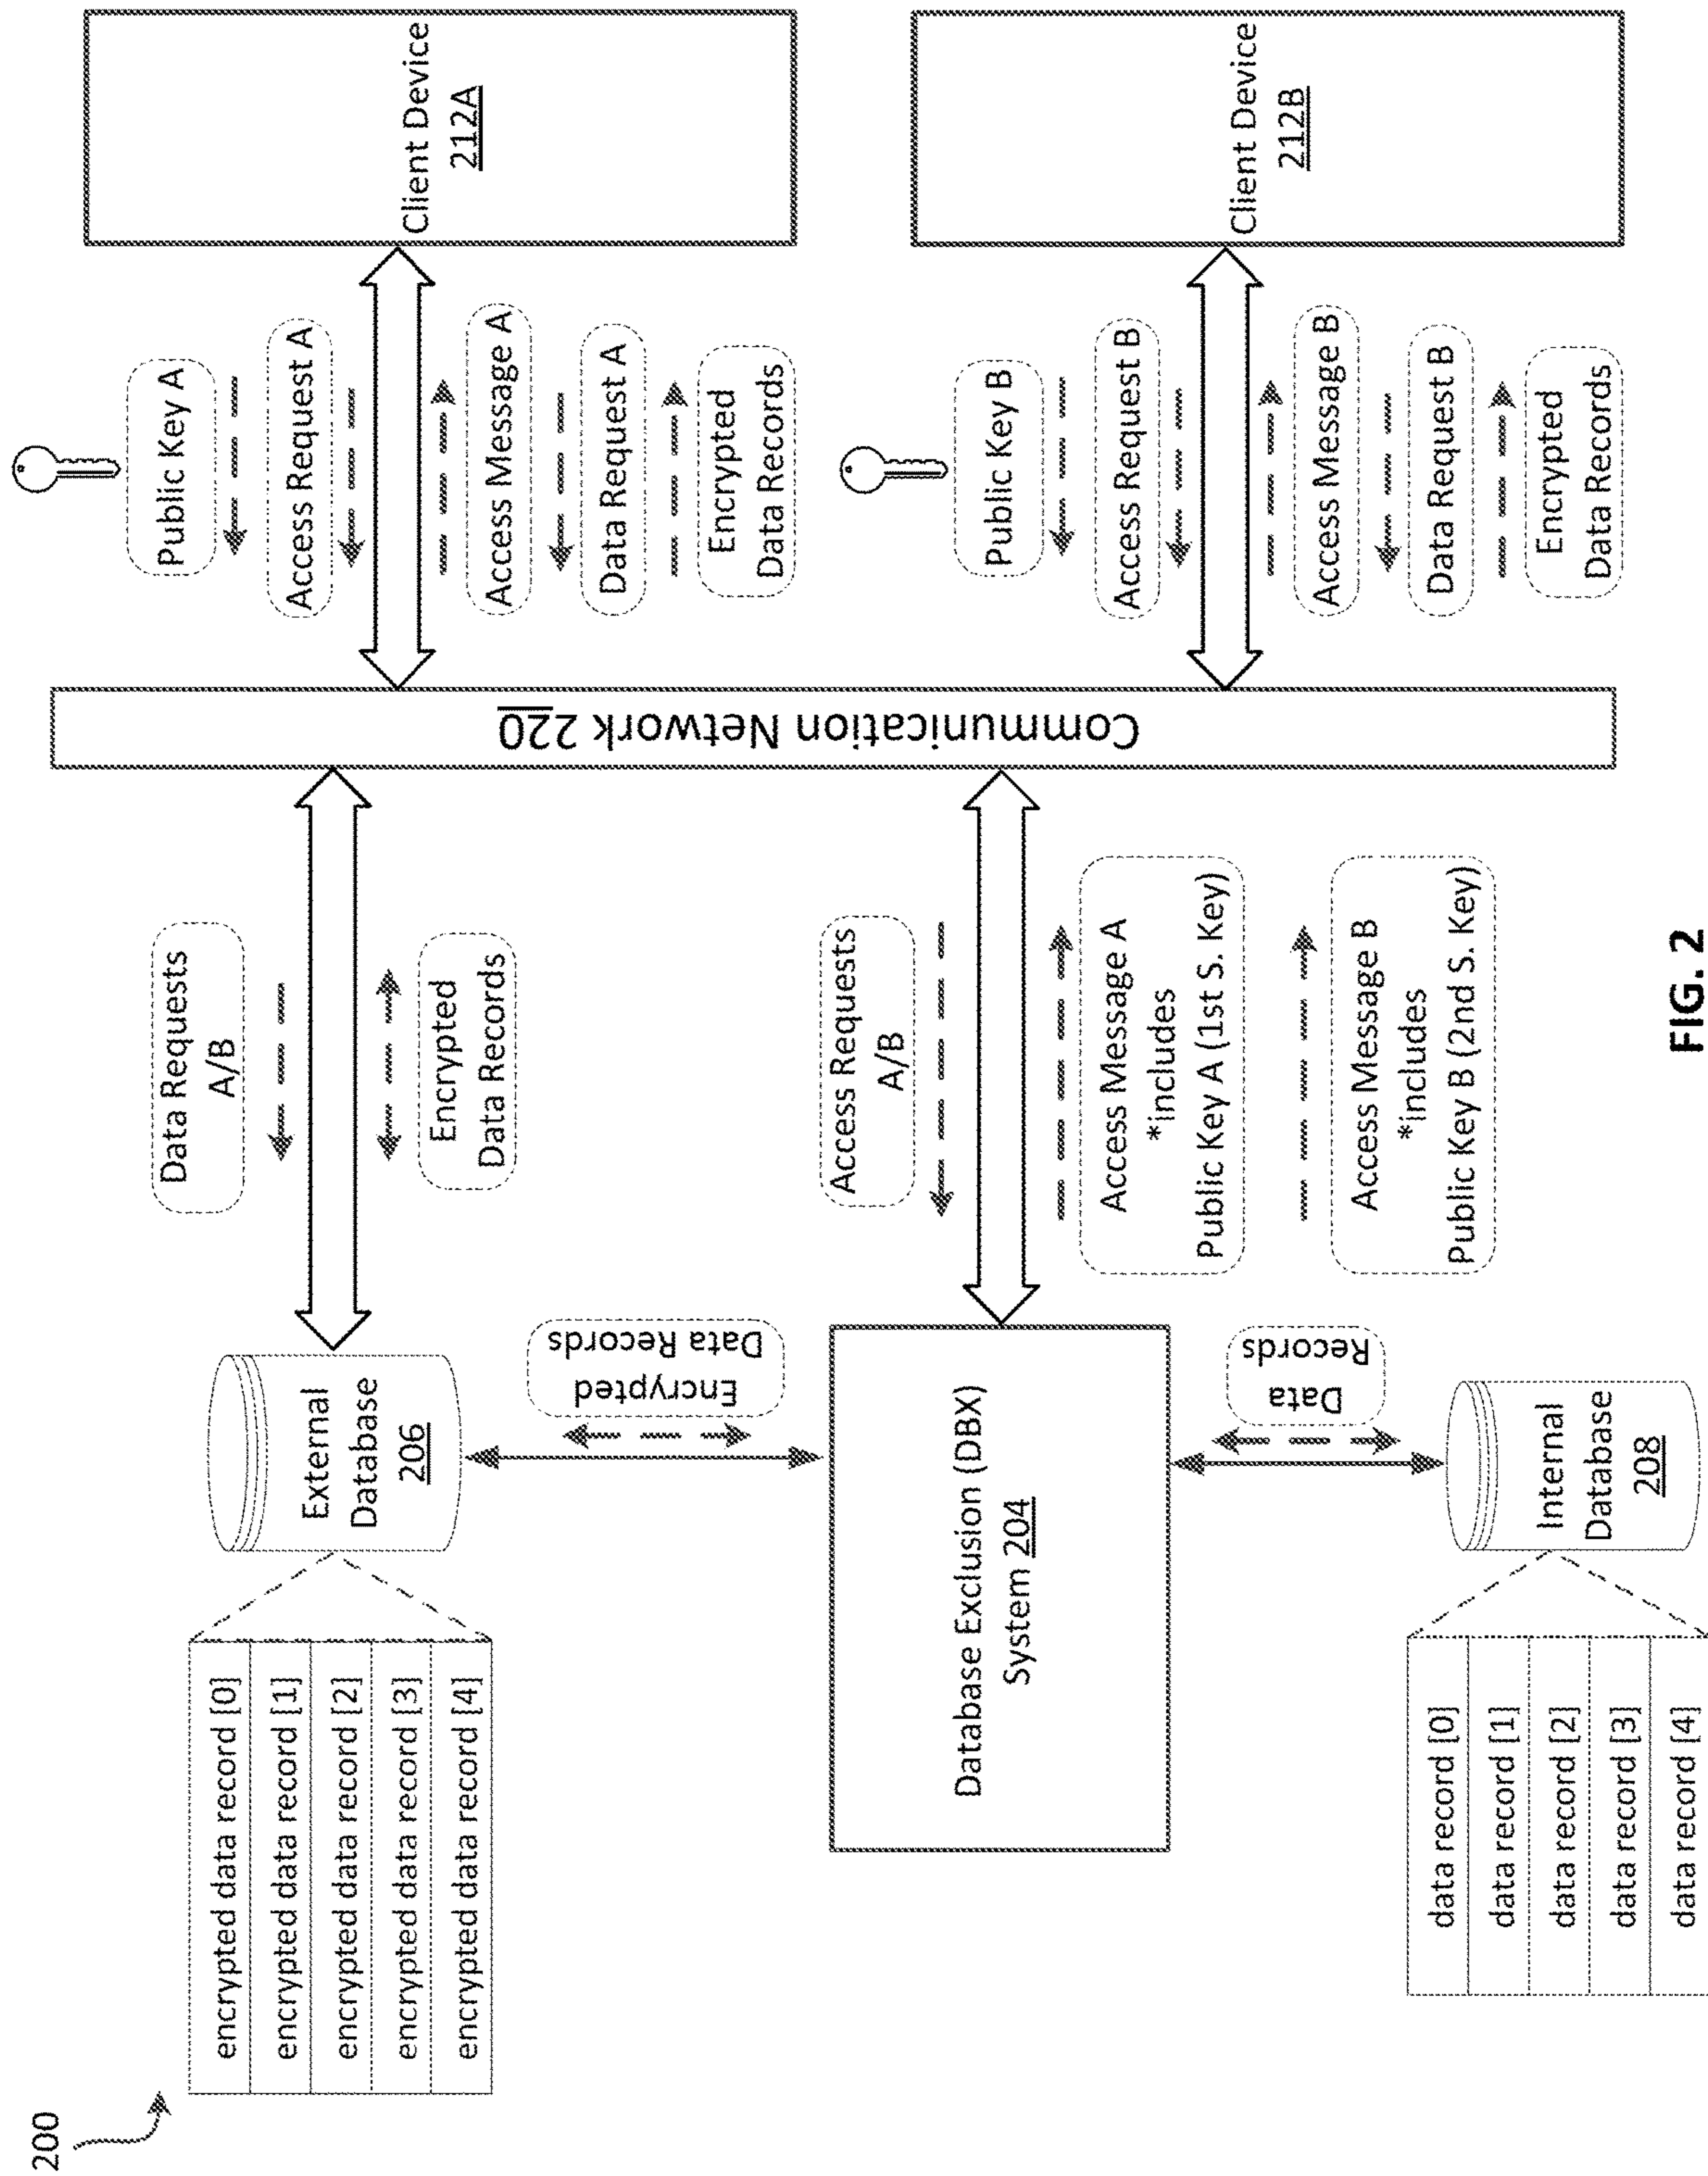 200
encrypted data record [0]
encrypted data record [1]
encrypted data record [2]
encrypted data record [3]
encrypted data record [4]
External
Database
206
Data Requests
A/B
Encrypted
Data Records
Encrypted
Data Records
Database Exclusion (DBX)
System 204
Access Requests
A/B
Access Message A
*includes
Public Key A (1st S. Key)
Access Message B
*includes
Public Key B (2nd S. Key)
Data
Records
data record [0]
data record [1]
data record [2]
data record [3]
data record [4]
Internal
Database
208
Communication Network 220
Public Key A
Access Request A
Access Message A
Data Request A
Encrypted
Data Records
Client Device
212A
Public Key B
Access Request B
Access Message B
Data Request B
Encrypted
Data Records
Client Device
212B
FIG. 2